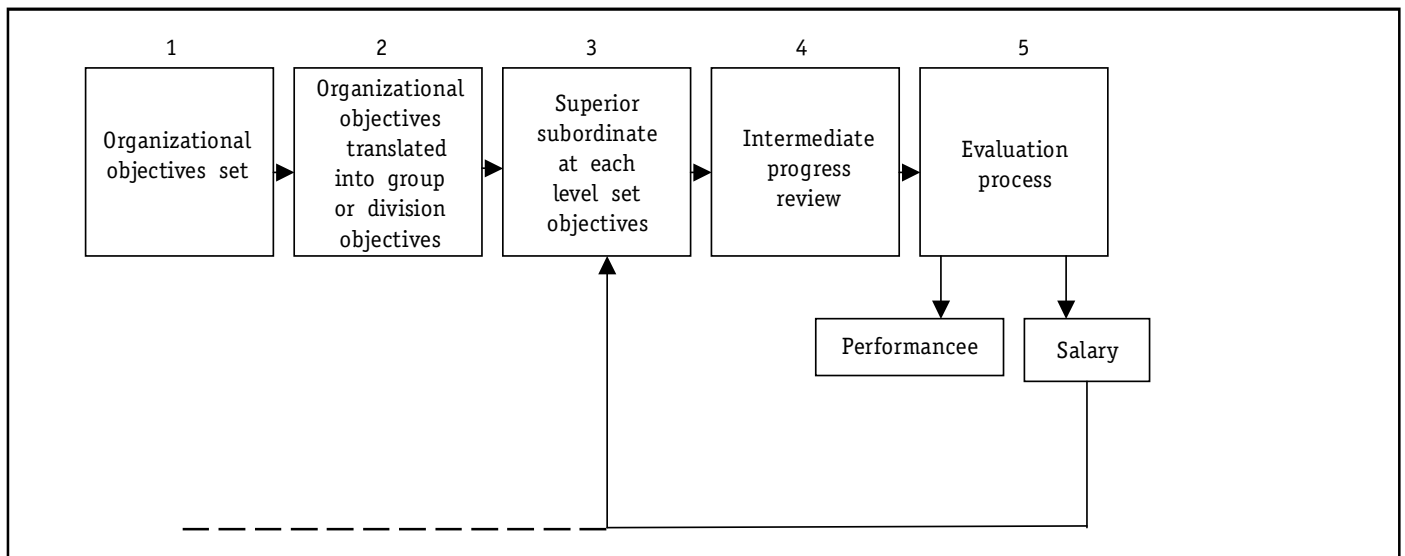 1
2
3
4
5
Organizational
objectives set
Organizational
objectives
translated
into group
or division
objectives
Superior
subordinate
at each
level set
objectives
Intermediate
progress
review
Evaluation
process
Performancee
Salary